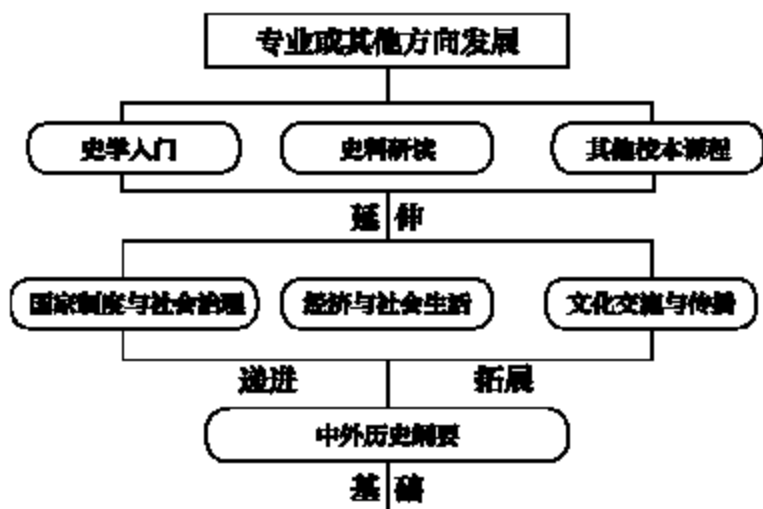 专业或其他方向发展
史学入门 史料研读 其他校本课程
延伸
国家制度与社会治理 经济与社会生活 文化交流与传播
递进 拓展
中外历史纲要
基础